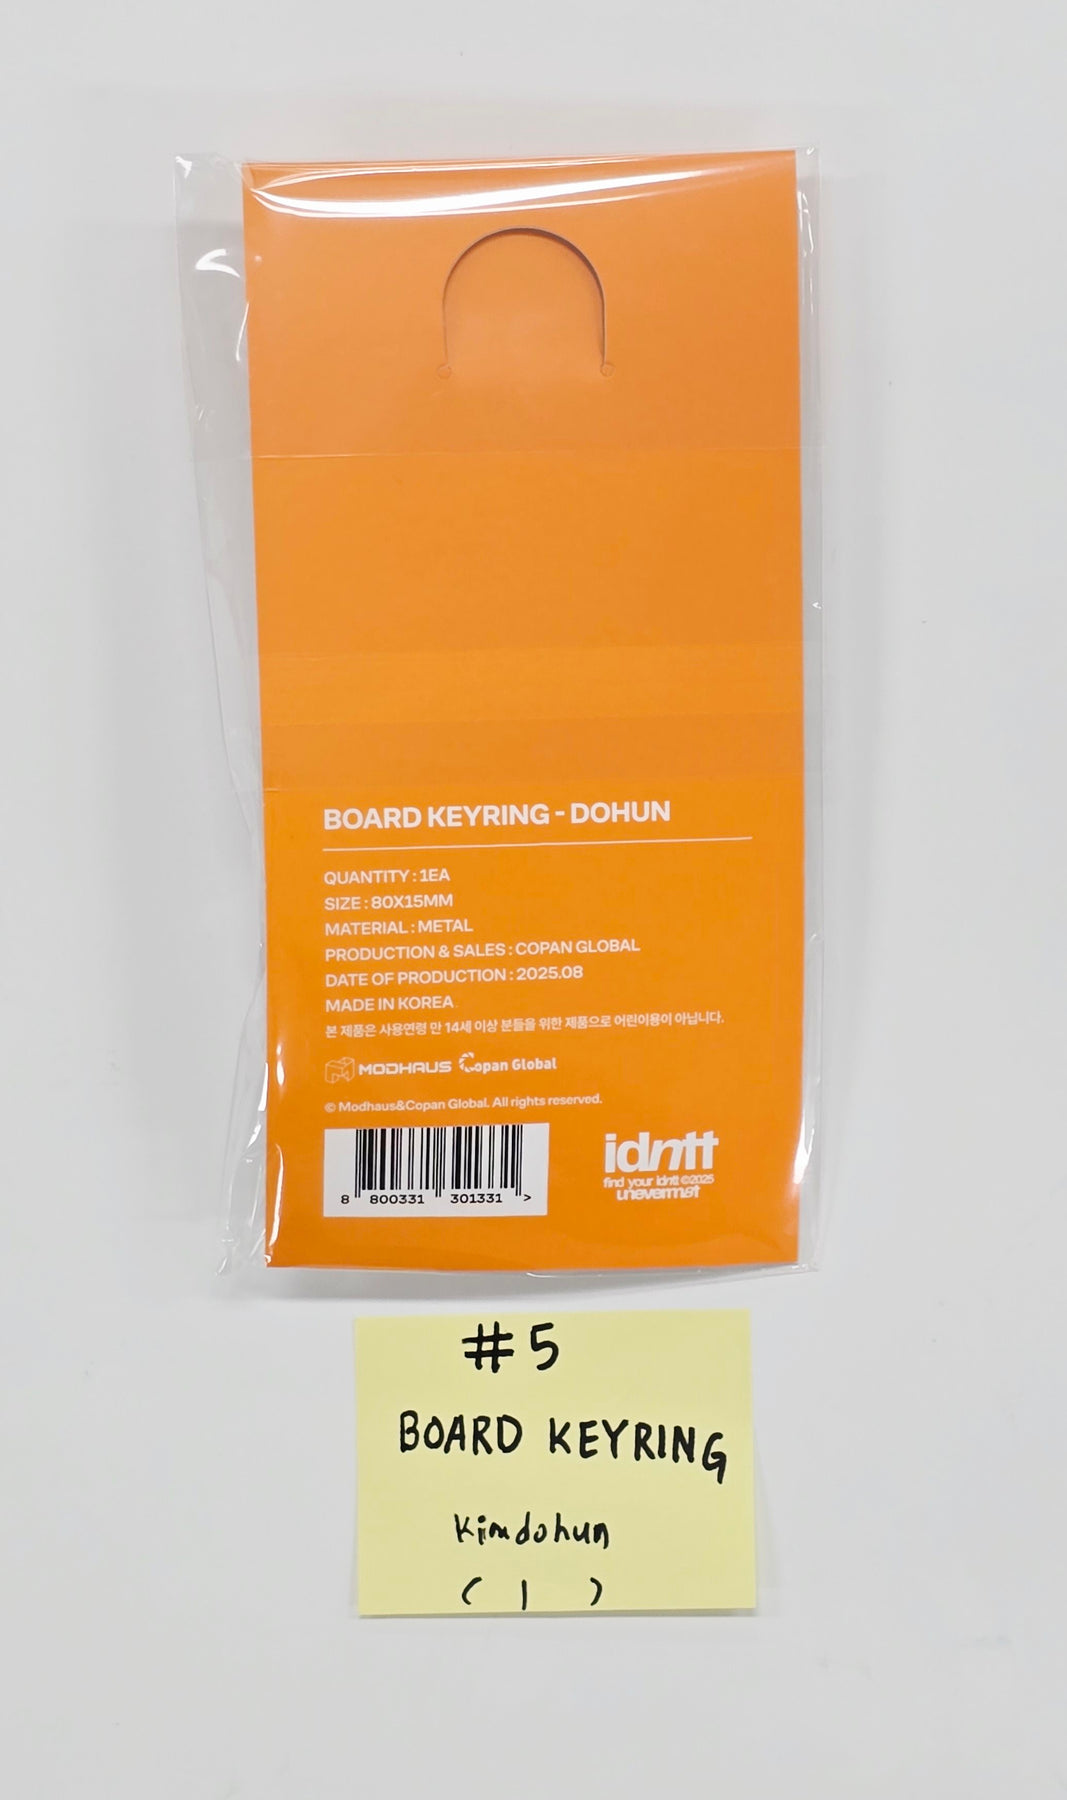 BOARD KEYRING - DOHUN
QUANTITY : 1EA
SIZE : 80X15MM
MATERIAL : METAL
PRODUCTION & SALES : COPAN GLOBAL
DATE OF PRODUCTION : 2025.08
MADE IN KOREA
본 제품은 사용연령 만 14세 이상 분들을 위한 제품으로 어린이용이 아닙니다.
MODHAUS Copan Global
© Modhaus&Copan Global. All rights reserved.
8 800331 301331 >
idntt
find your idntt ©2025
unevermet
#5
BOARD KEYRING
Kimdohun
( 1 )